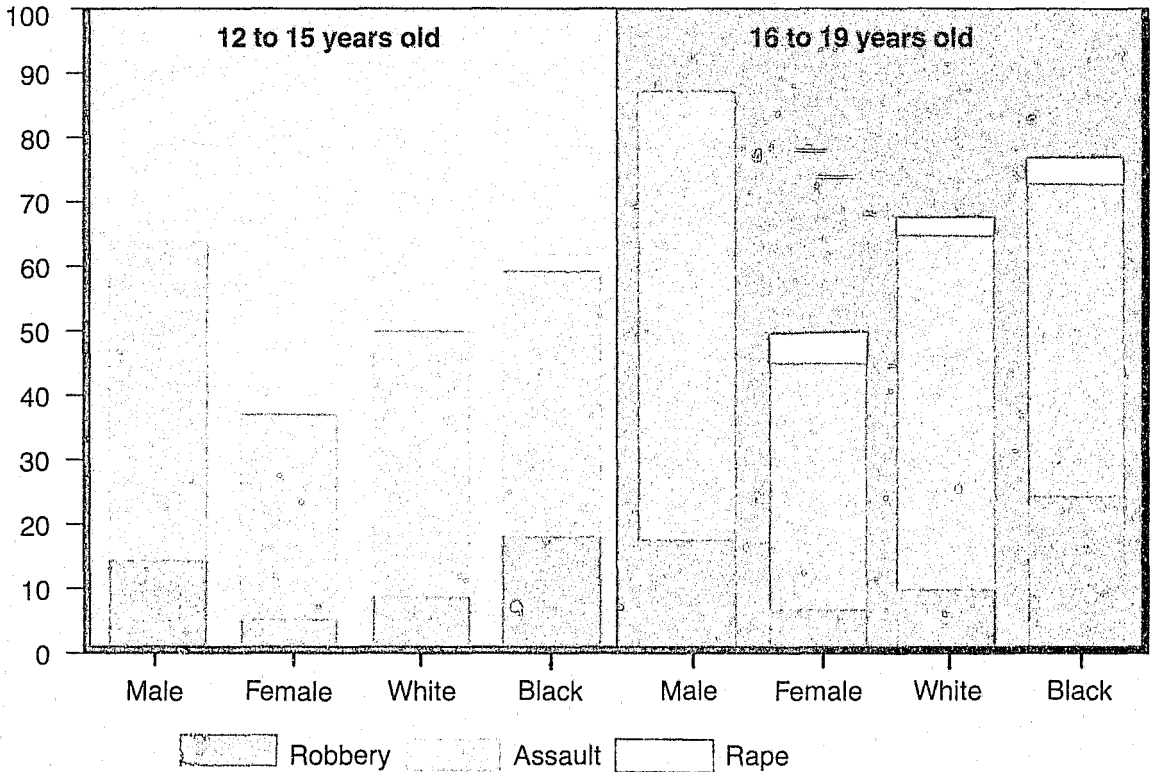 100
12 to 15 years old
16 to 19 years old
90
80
70
60
50
40
30
20
10
0
Male Female White Black Male Female White Black
Robbery Assault Rape